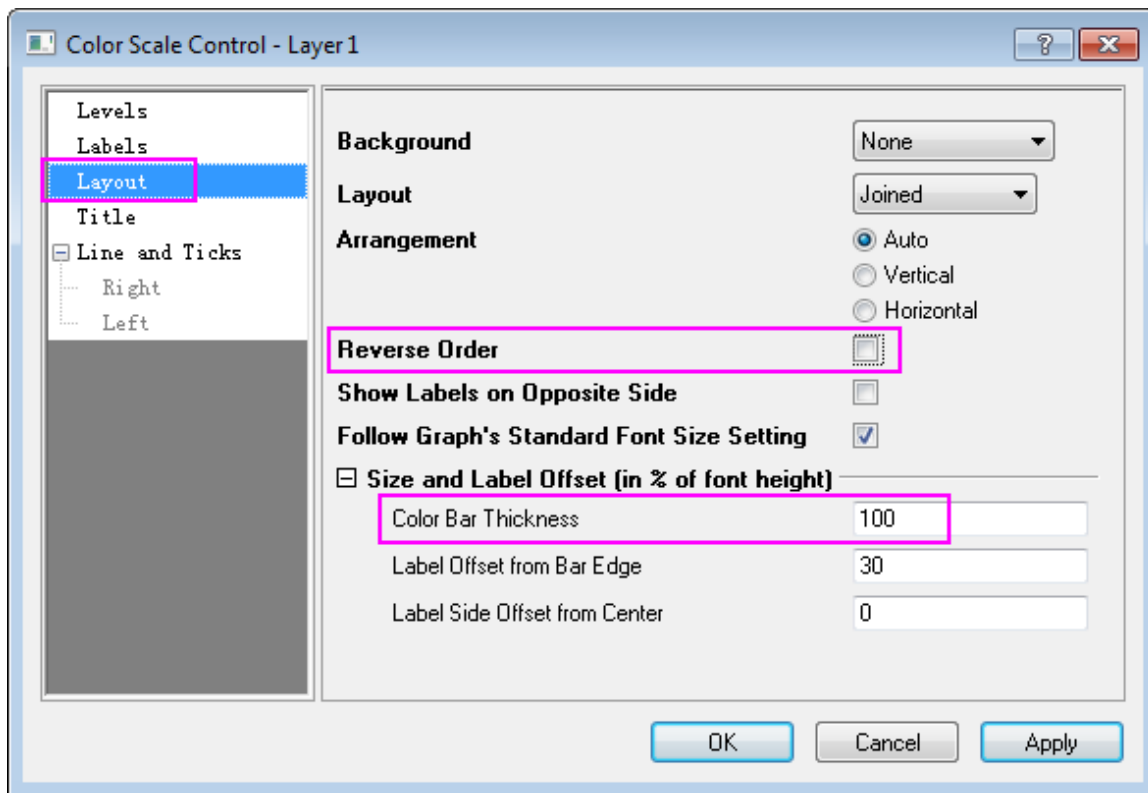 Color Scale Control - Layer 1
Levels
Labels
Layout
Title
Line and Ticks
Right
Left
Background None
Layout Joined
Arrangement Auto
Vertical
Horizontal
Reverse Order
Show Labels on Opposite Side
Follow Graph's Standard Font Size Setting
Size and Label Offset (in % of font height)
Color Bar Thickness 100
Label Offset from Bar Edge 30
Label Side Offset from Center 0
OK Cancel Apply